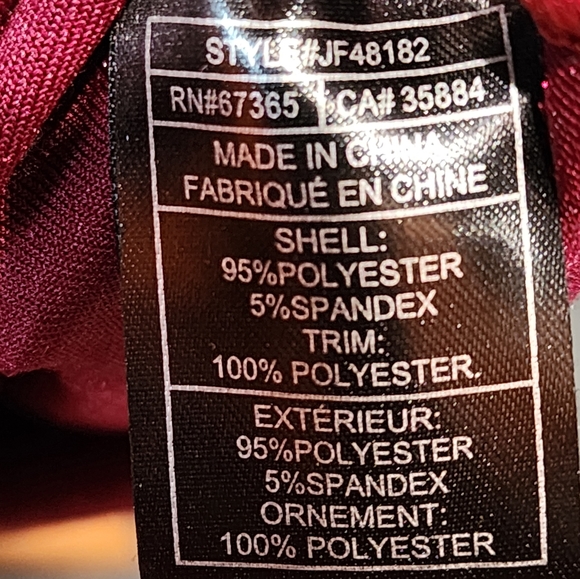 STYLE#JF48182
RN#67365 CA# 35884
MADE IN CHINA
FABRIQUÉ EN CHINE
SHELL:
95%POLYESTER
5%SPANDEX
TRIM:
100% POLYESTER.
EXTÉRIEUR:
95%POLYESTER
5%SPANDEX
ORNEMENT:
100% POLYESTER